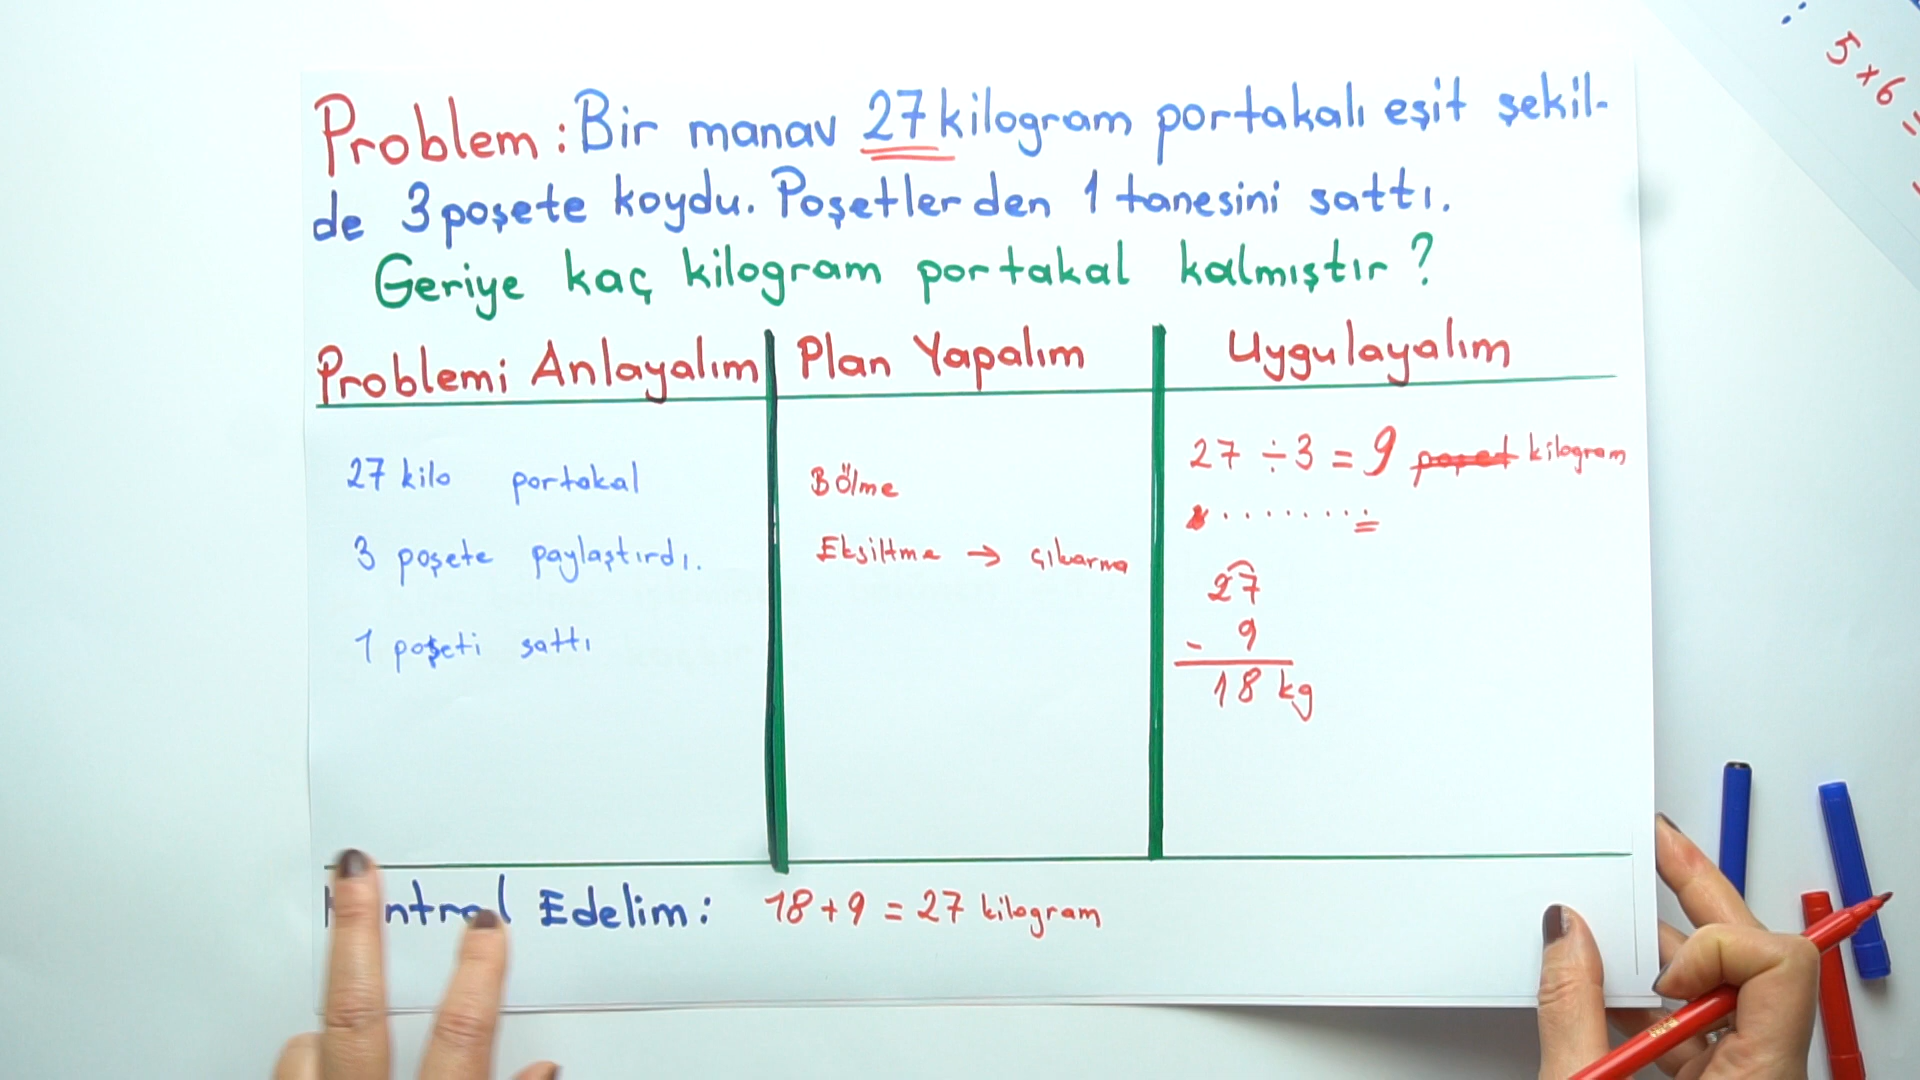 Problem: Bir manav 27 kilogram portakalı eşit şekil-
de 3 poşete koydu. Poşetlerden 1 tanesini sattı.
Geriye kaç kilogram portakal kalmıştır?
Problemi Anlayalım
27 kilo portakal
3 poşete paylaştırdı.
1 poşeti sattı
Plan Yapalım
Bölme
Eksiltme → çıkarma
Uygulayalım
27 ÷ 3 = 9 kilogram
27
- 9
18 kg
Edelim: 18 + 9 = 27 kilogram
5 x 6 =